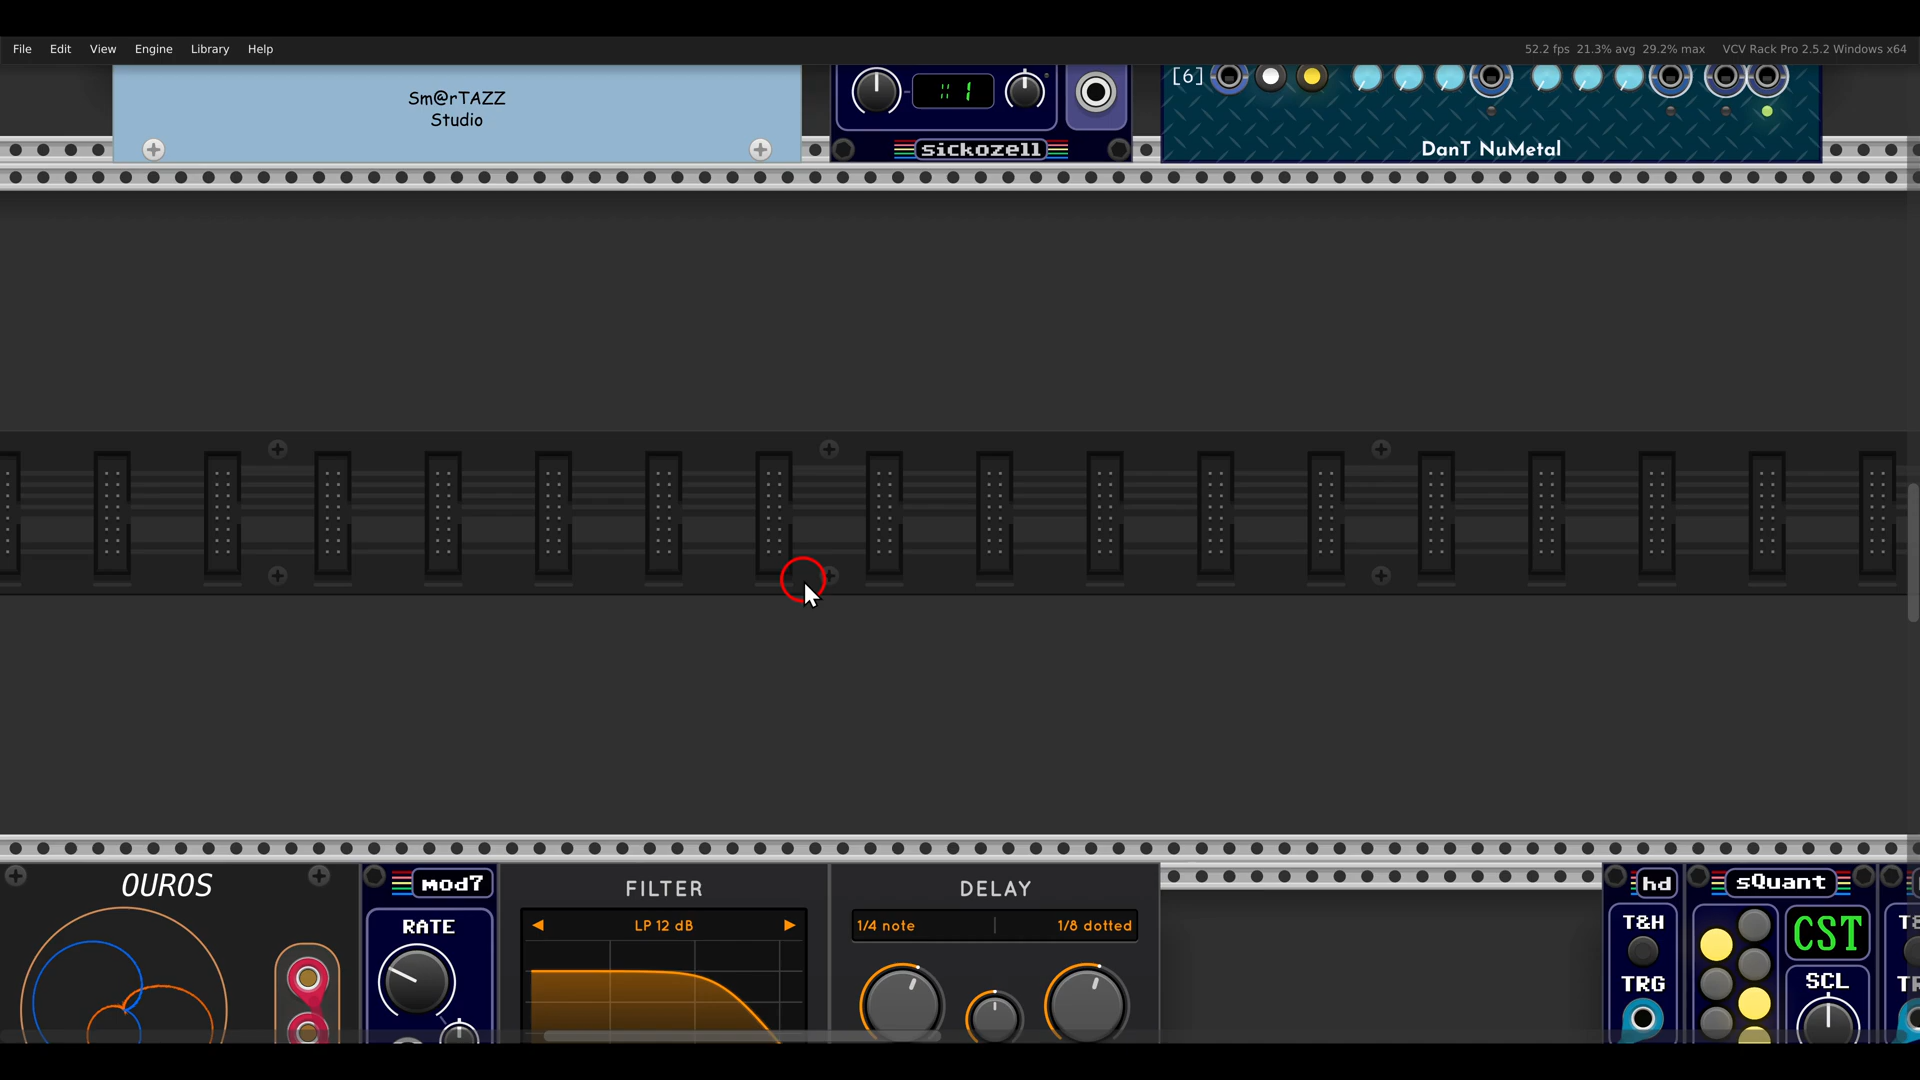 File Edit View Engine Library Help
52.2 fps 21.3% avg 29.2% max VCV Rack Pro 2.5.2 Windows x64
Sm@rTAZZ
Studio
1
sickozell
[6]
DanT NuMetal
OUROS
mod7
RATE
FILTER
LP 12 dB
DELAY
1/4 note
1/8 dotted
hd
T&H
TRG
sQuant
CST
SCL